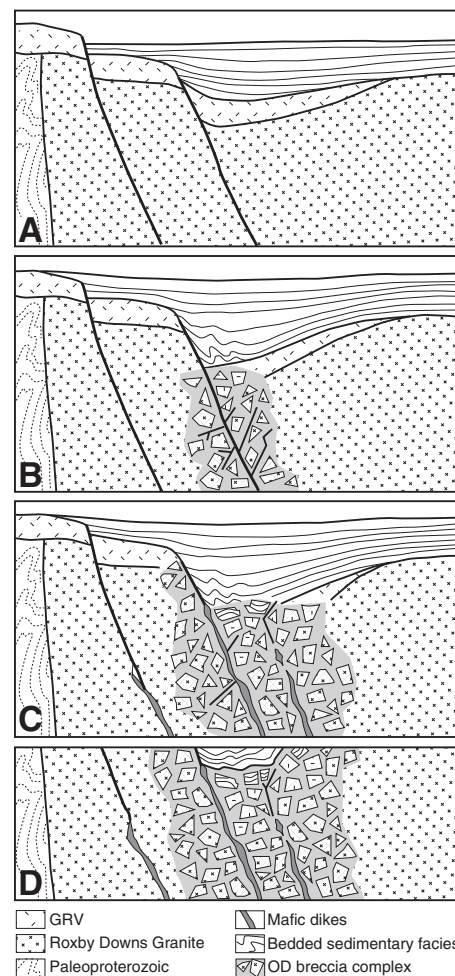 A
B
C
D
GRV
Mafic dikes
Roxby Downs Granite
Bedded sedimentary facies
Paleoproterozoic
OD breccia complex